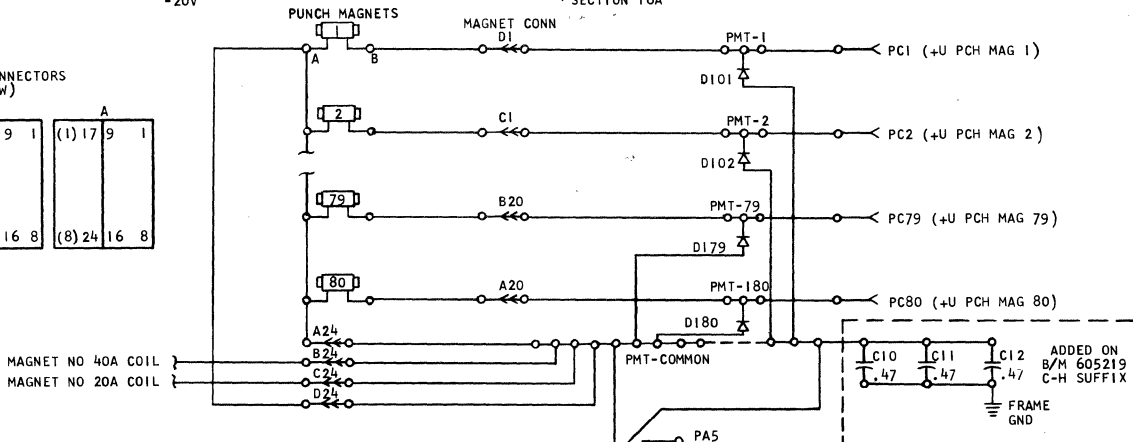 -20V
SECTION 10A
PUNCH MAGNETS
1
A
B
MAGNET CONN
D1
PMT-1
PC1 (+U PCH MAG 1)
D101
2
C1
PMT-2
PC2 (+U PCH MAG 2)
D102
NNECTORS
W)
A
9 1
(1) 17 9 1
16 8
(8) 24 16 8
79
B20
PMT-79
PC79 (+U PCH MAG 79)
D179
80
A20
PMT-180
PC80 (+U PCH MAG 80)
D180
A24
PMT-COMMON
MAGNET NO 40A COIL
B24
MAGNET NO 20A COIL
C24
D24
C10
.47
C11
.47
C12
.47
ADDED ON
B/M 605219
C-H SUFFIX
FRAME
GND
PA5